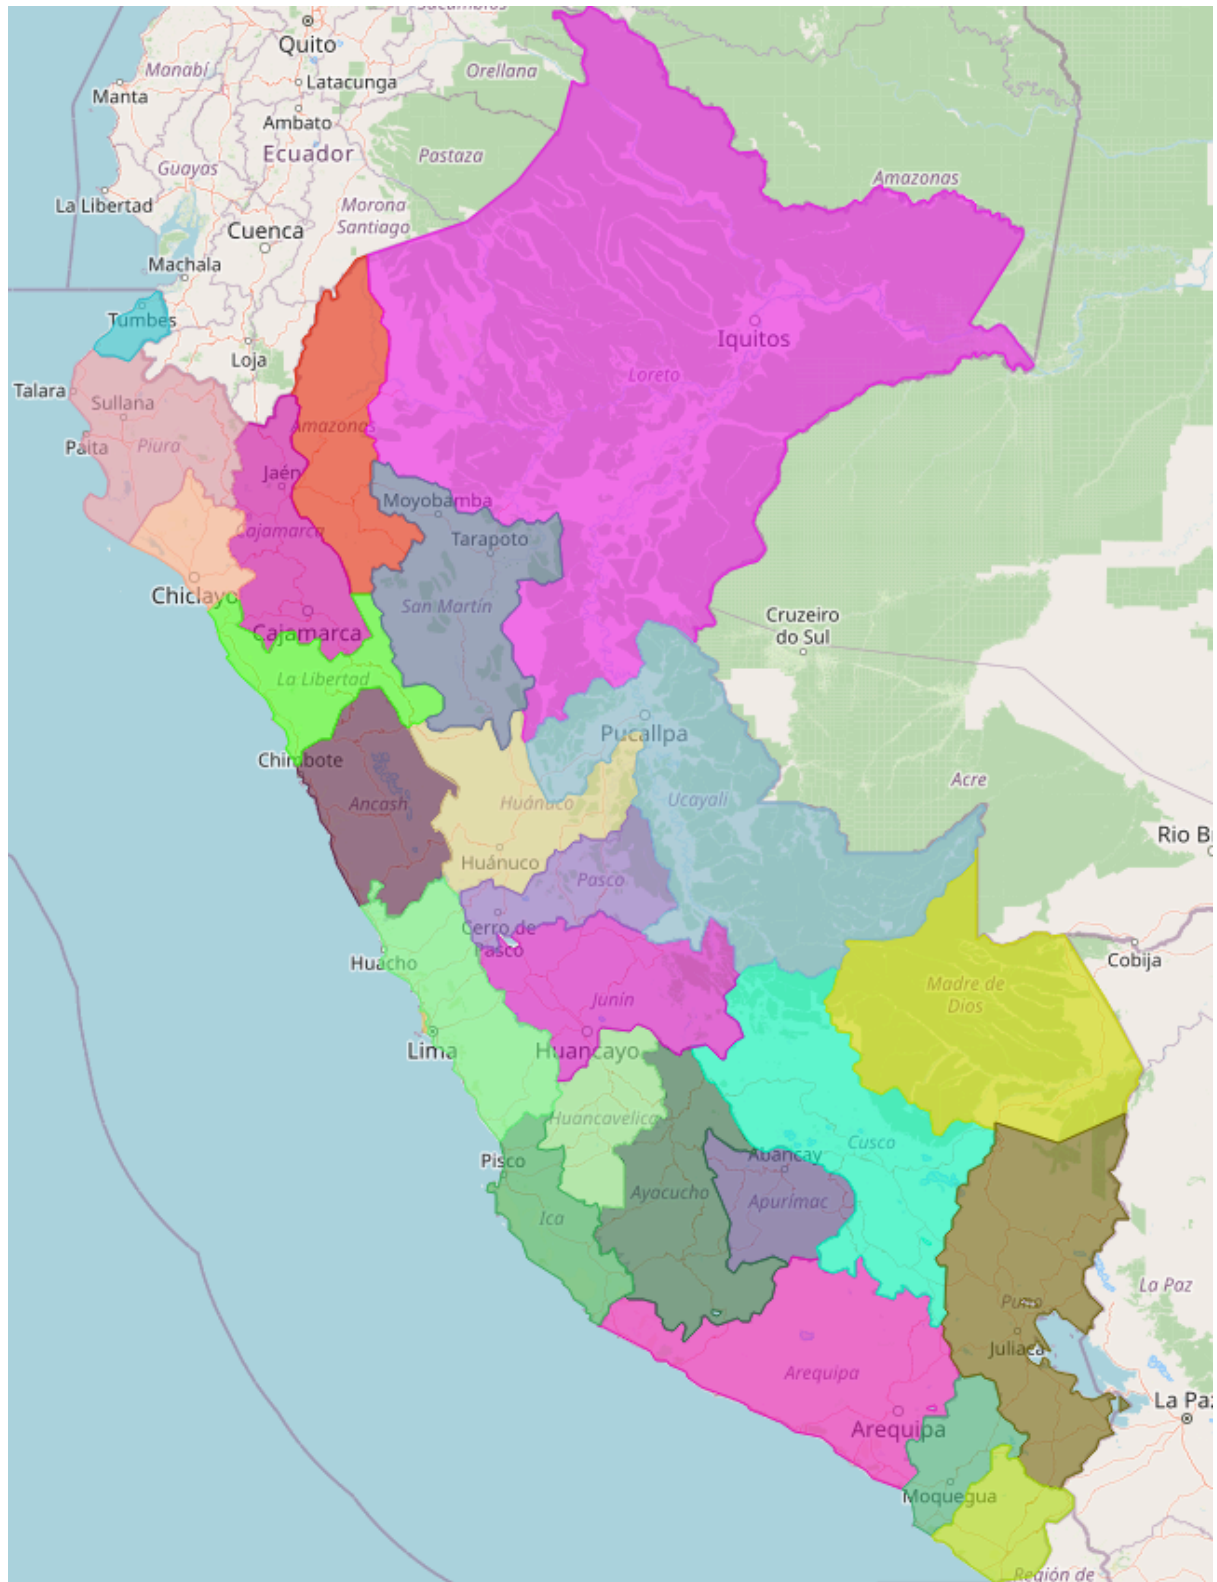 Sucumbíos
Quito
Manabí
Orellana
Latacunga
Manta
Ambato
Ecuador
Pastaza
Guayas
Amazonas
La Libertad
Morona
Santiago
Cuenca
Machala
Tumbes
Iquitos
Loja
Loreto
Talara
Sullana
Amazonas
Paita
Piura
Jaén
Moyobamba
Cajamarca
Tarapoto
Chiclayo
San Martín
Cruzeiro
do Sul
Cajamarca
La Libertad
Pucallpa
Chimbote
Acre
Ancash
Huánuco
Ucayali
Rio B
Huánuco
Pasco
Cerro de
Pasco
Huacho
Cobija
Madre de
Dios
Junín
Lima
Huancayo
Huancavelica
Cusco
Pisco
Abancay
Ayacucho
Apurímac
Ica
La Paz
Puno
Juliaca
Arequipa
La Paz
Arequipa
Moquegua
Región de